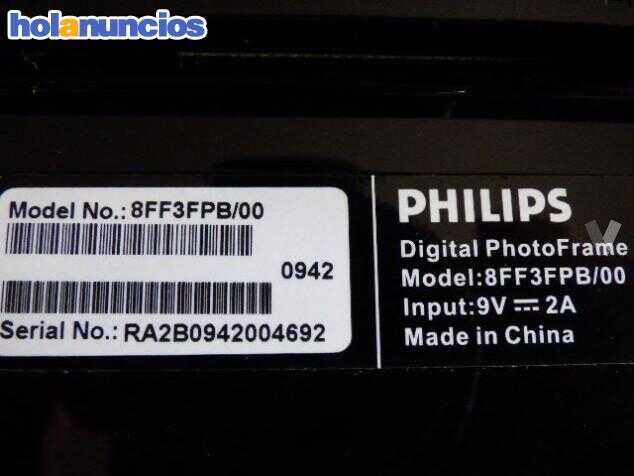 holanuncios
Model No.: 8FF3FPB/00
0942
Serial No.: RA2B0942004692
PHILIPS
Digital PhotoFrame
Model:8FF3FPB/00
Input:9V ⎓ 2A
Made in China